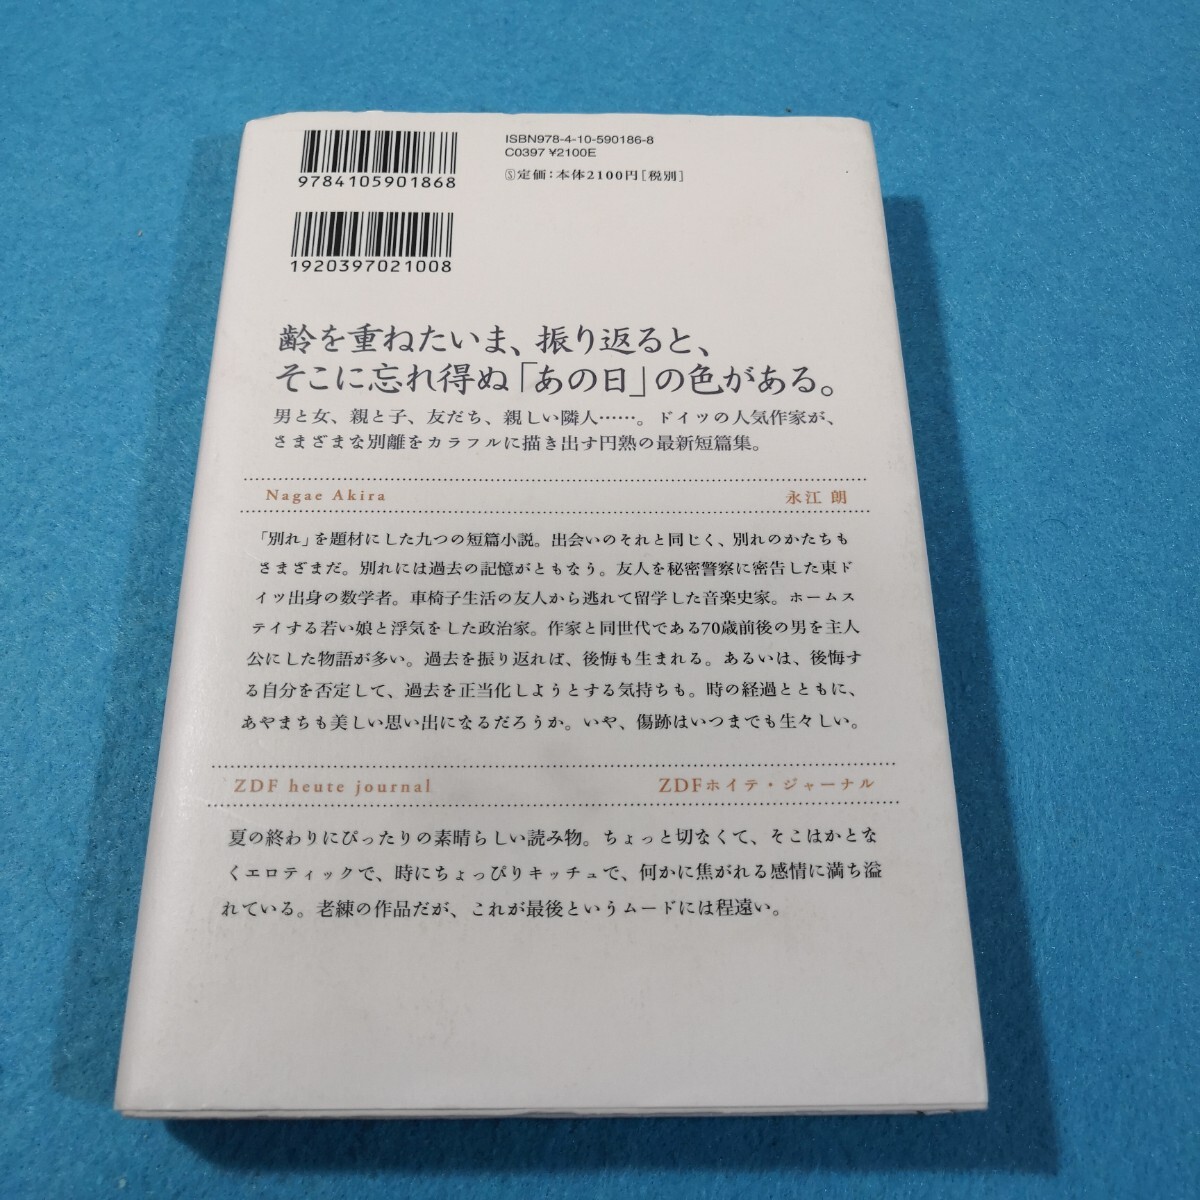 ISBN978-4-10-590186-8
C0397 ¥2100E
Ⓢ定価：本体2100円［税別］
9784105901868
1920397021008
齢を重ねたいま、振り返ると、
そこに忘れ得ぬ「あの日」の色がある。
男と女、親と子、友だち、親しい隣人……。ドイツの人気作家が、
さまざまな別離をカラフルに描き出す円熟の最新短篇集。
Nagae Akira 永江 朗
「別れ」を題材にした九つの短篇小説。出会いのそれと同じく、別れのかたちも
さまざまだ。別れには過去の記憶がともなう。友人を秘密警察に密告した東ド
イツ出身の数学者。車椅子生活の友人から逃れて留学した音楽史家。ホームス
テイする若い娘と浮気をした政治家。作家と同世代である70歳前後の男を主人
公にした物語が多い。過去を振り返れば、後悔も生まれる。あるいは、後悔す
る自分を否定して、過去を正当化しようとする気持ちも。時の経過とともに、
あやまちも美しい思い出になるだろうか。いや、傷跡はいつまでも生々しい。
ZDF heute journal ZDFホイテ・ジャーナル
夏の終わりにぴったりの素晴らしい読み物。ちょっと切なくて、そこはかとな
くエロティックで、時にちょっぴりキッチュで、何かに焦がれる感情に満ち溢
れている。老練の作品だが、これが最後というムードには程遠い。